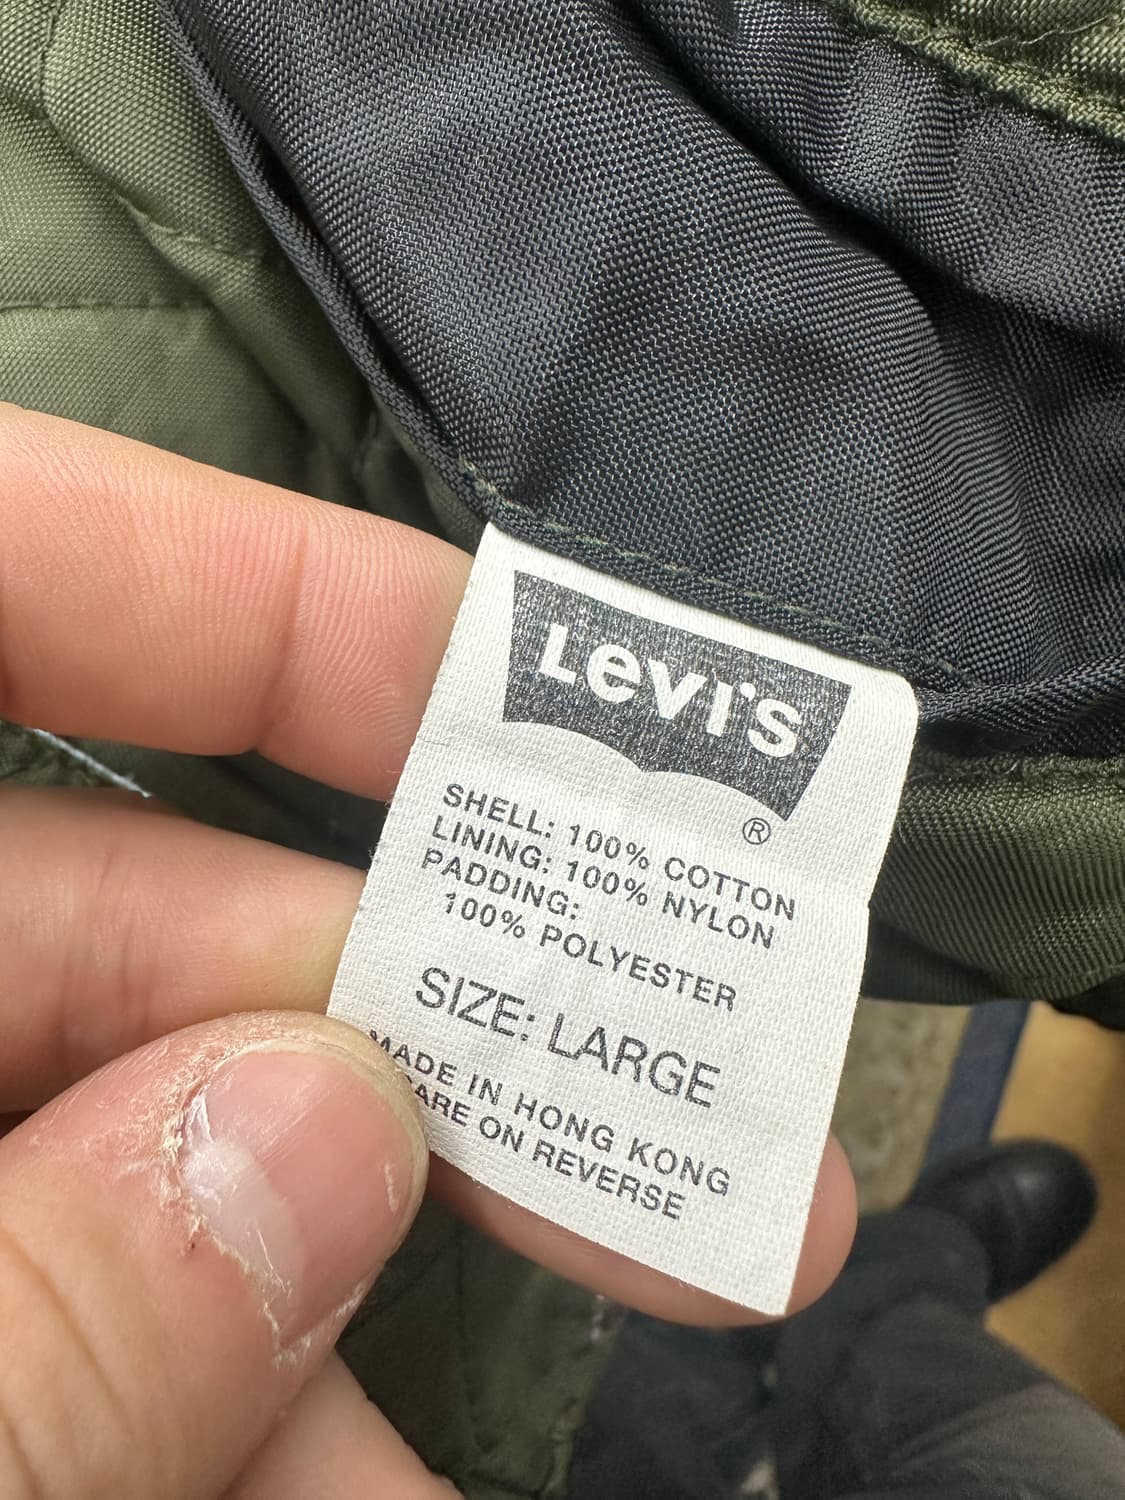 Levi's
®
SHELL: 100% COTTON
LINING: 100% NYLON
PADDING:
100% POLYESTER
SIZE: LARGE
MADE IN HONG KONG
CARE ON REVERSE